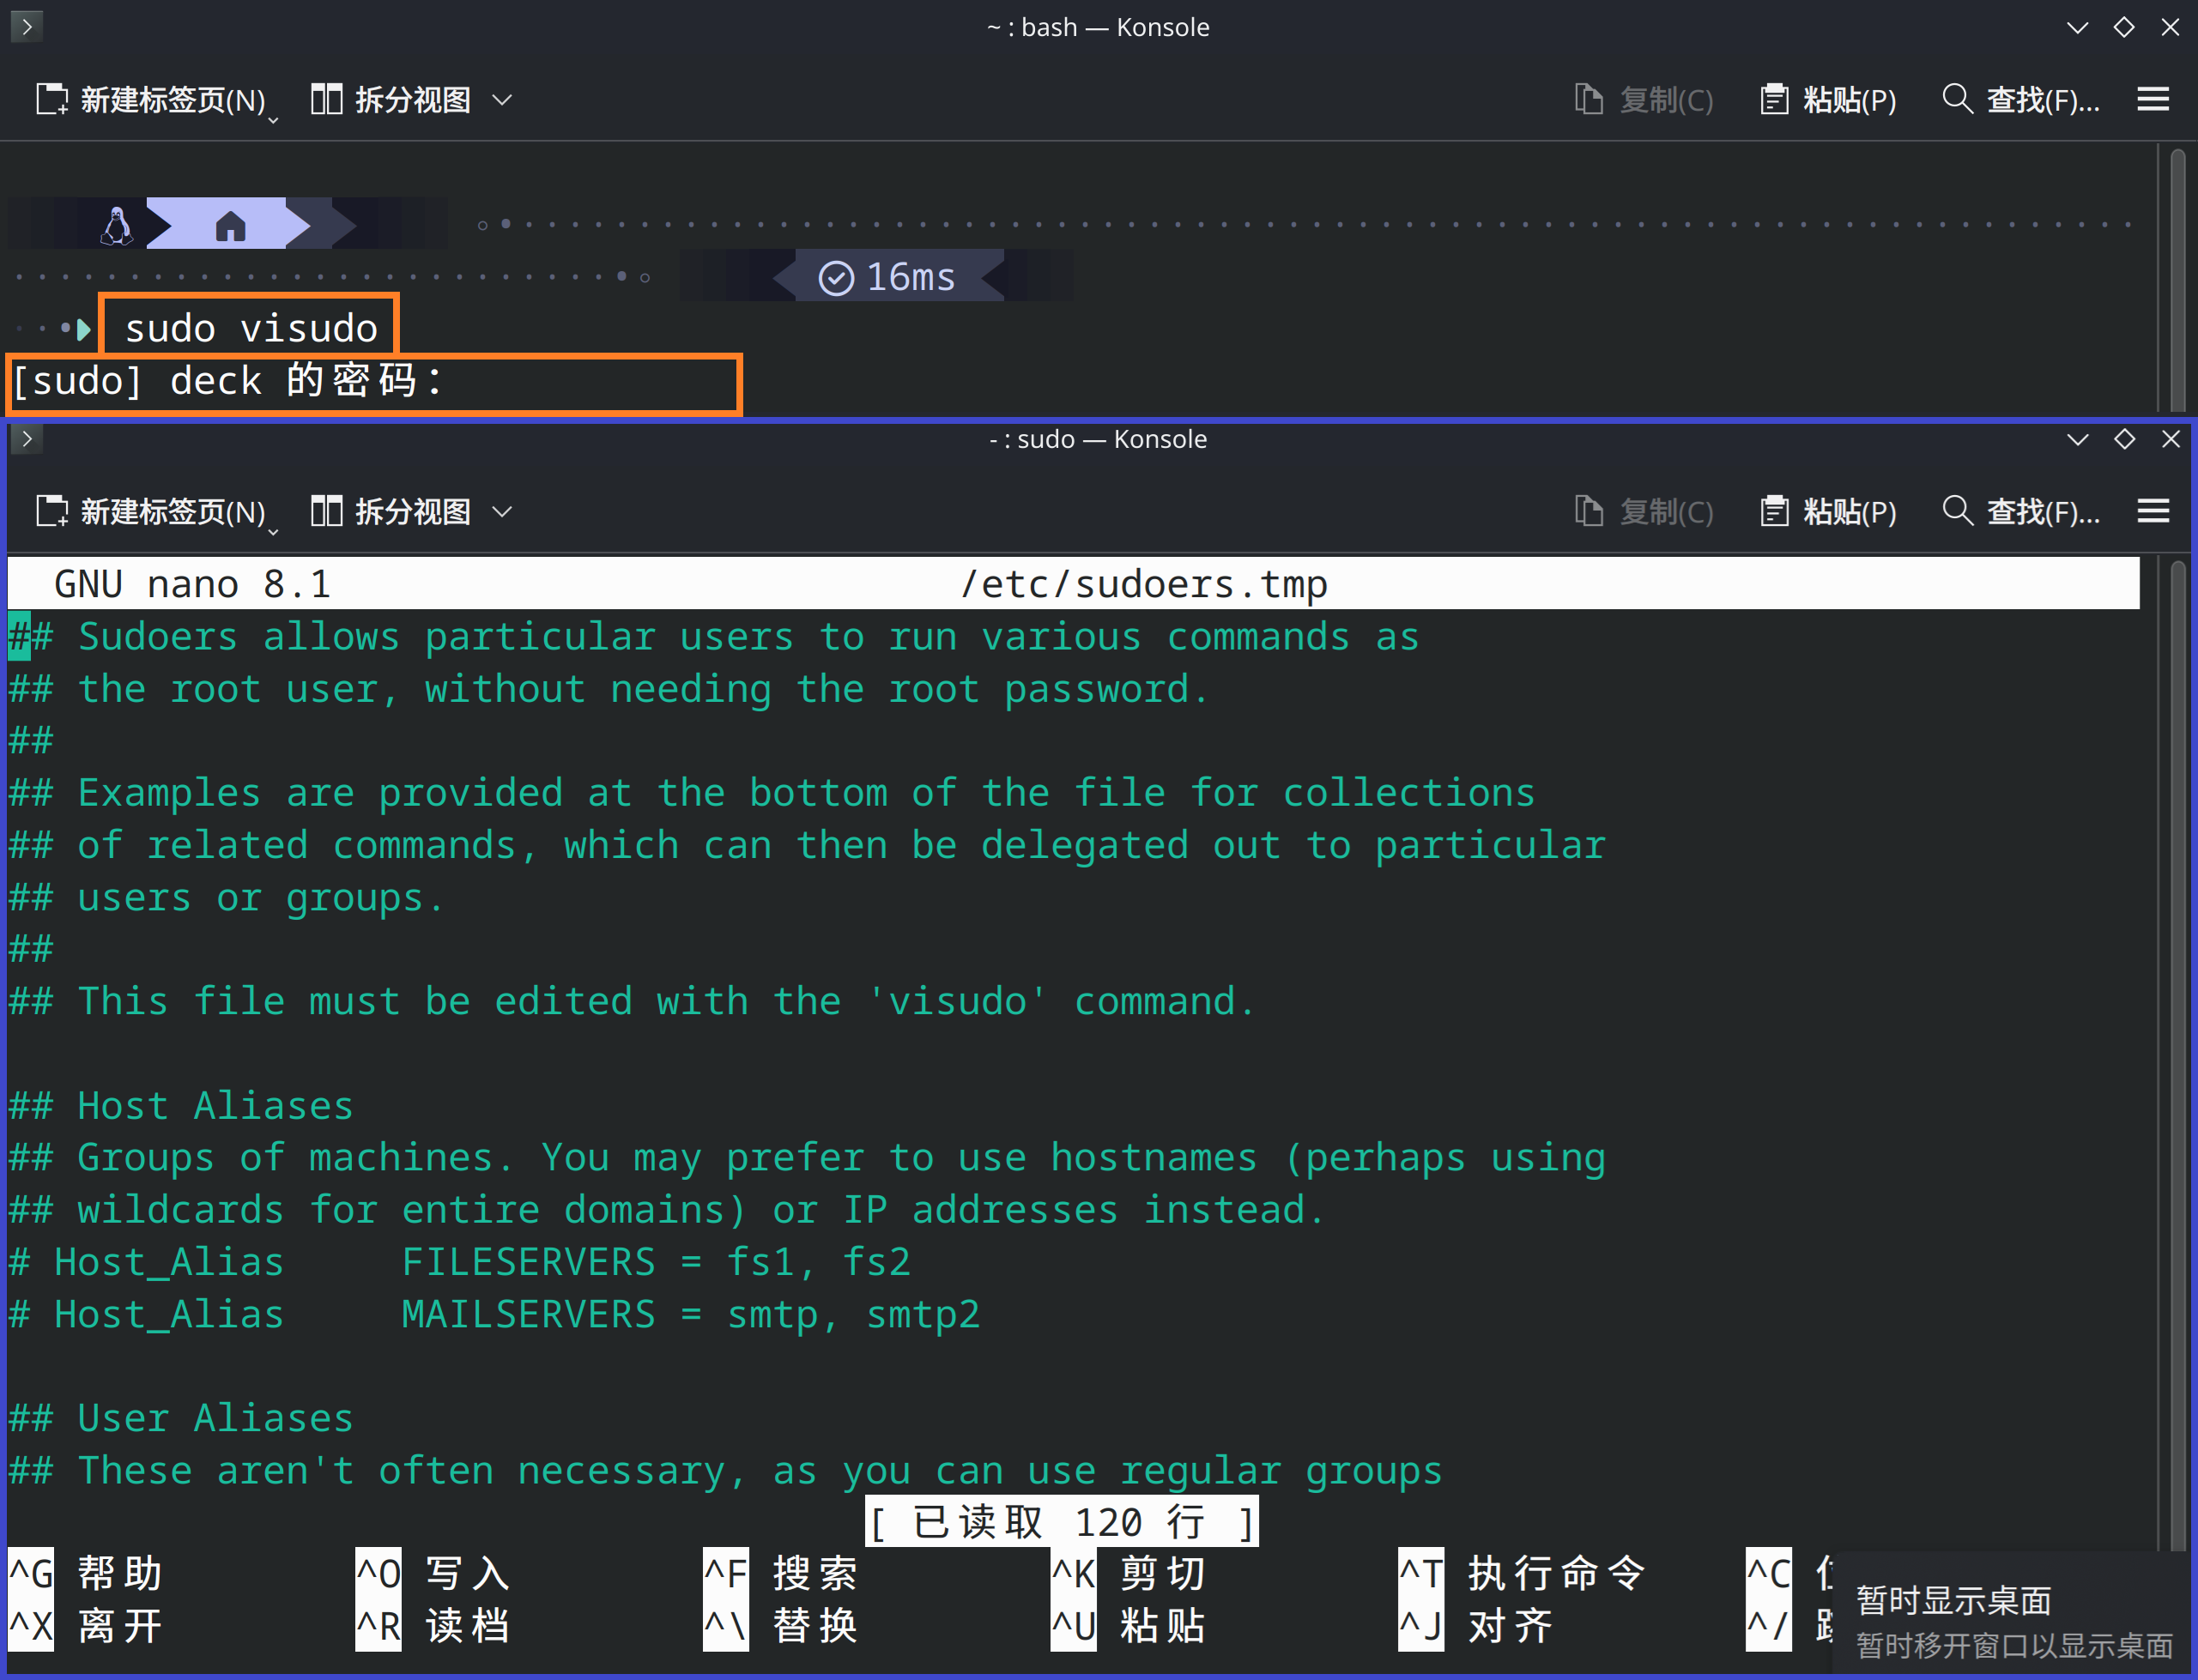 ~ : bash — Konsole
新建标签页(N) 拆分视图 复制(C) 粘贴(P) 查找(F)...
16ms
sudo visudo
[sudo] deck 的密码：
- : sudo — Konsole
新建标签页(N) 拆分视图 复制(C) 粘贴(P) 查找(F)...
GNU nano 8.1 /etc/sudoers.tmp
## Sudoers allows particular users to run various commands as
## the root user, without needing the root password.
##
## Examples are provided at the bottom of the file for collections
## of related commands, which can then be delegated out to particular
## users or groups.
##
## This file must be edited with the 'visudo' command.
## Host Aliases
## Groups of machines. You may prefer to use hostnames (perhaps using
## wildcards for entire domains) or IP addresses instead.
# Host_Alias FILESERVERS = fs1, fs2
# Host_Alias MAILSERVERS = smtp, smtp2
## User Aliases
## These aren't often necessary, as you can use regular groups
[ 已读取 120 行 ]
^G 帮助 ^O 写入 ^F 搜索 ^K 剪切 ^T 执行命令 ^C
^X 离开 ^R 读档 ^\ 替换 ^U 粘贴 ^J 对齐 ^/
暂时显示桌面
暂时移开窗口以显示桌面